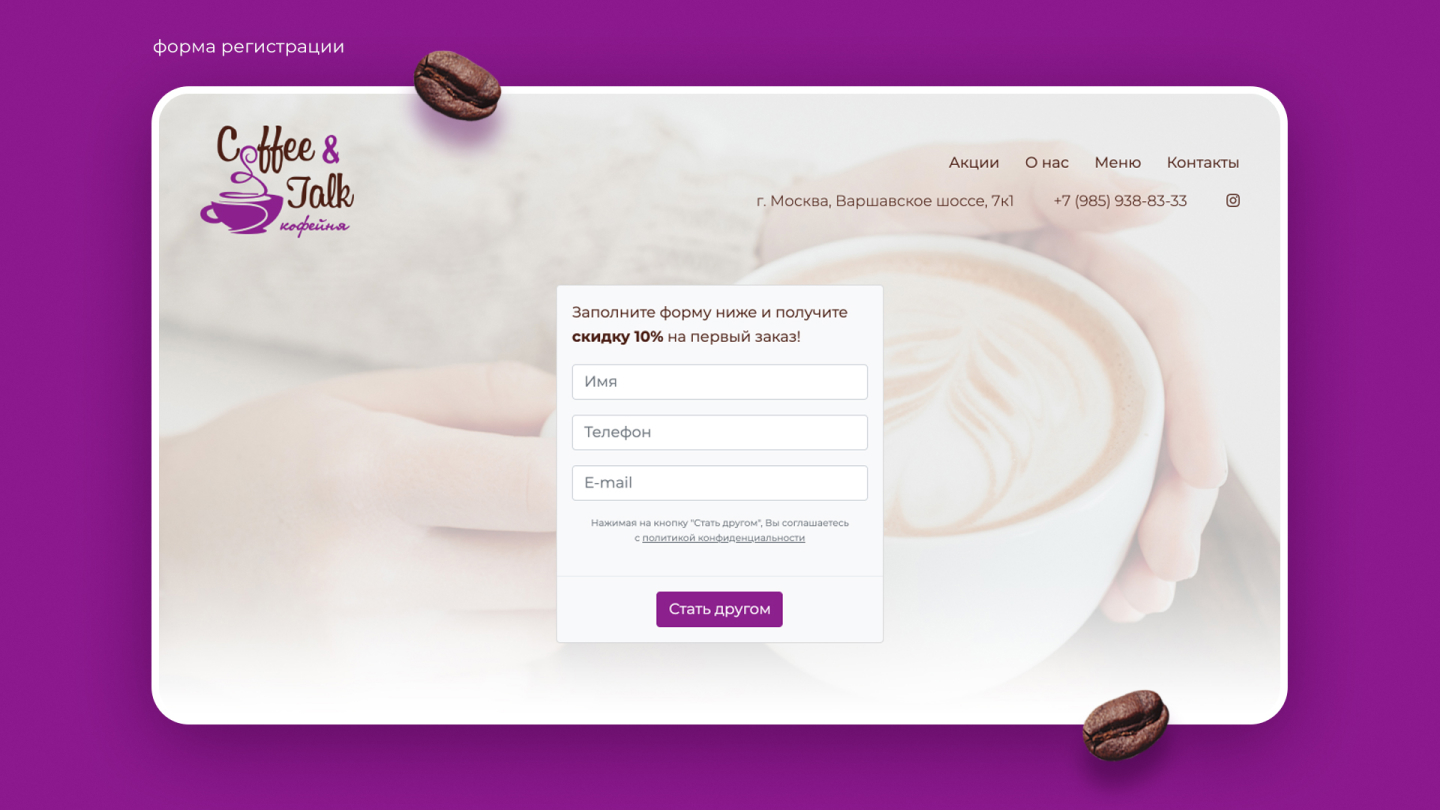 форма регистрации
Coffee &
Talk
кофейня
Акции О нас Меню Контакты
г. Москва, Варшавское шоссе, 7к1 +7 (985) 938-83-33
Заполните форму ниже и получите
скидку 10% на первый заказ!
Имя
Телефон
E-mail
Нажимая на кнопку "Стать другом", Вы соглашаетесь
с политикой конфиденциальности
Стать другом